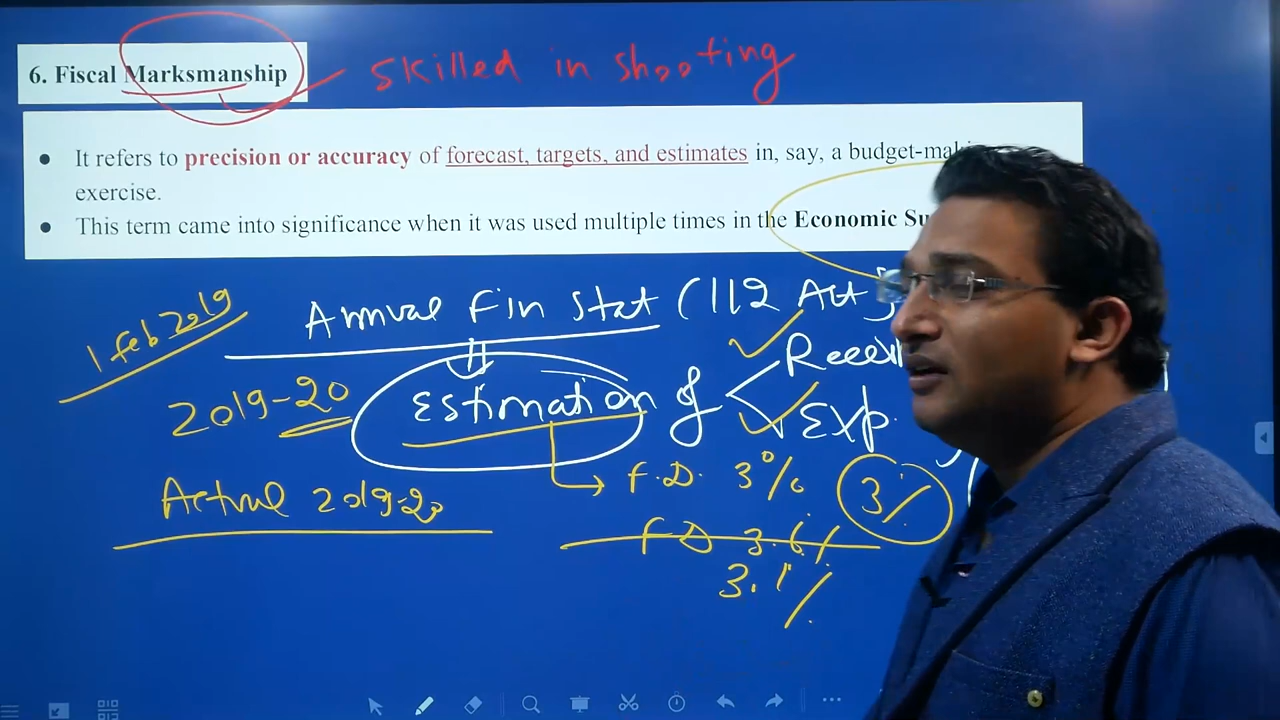 6. Fiscal Marksmanship
skilled in shooting
● It refers to precision or accuracy of forecast, targets, and estimates in, say, a budget-mak
exercise.
● This term came into significance when it was used multiple times in the Economic Su
1 Feb 2019
Annual Fin Stat (112 Art)
2019-20
Estimation of
Recei
Exp.
F.D. 3%
3%
Actual 2019-20
FD 3.6%
3.1%